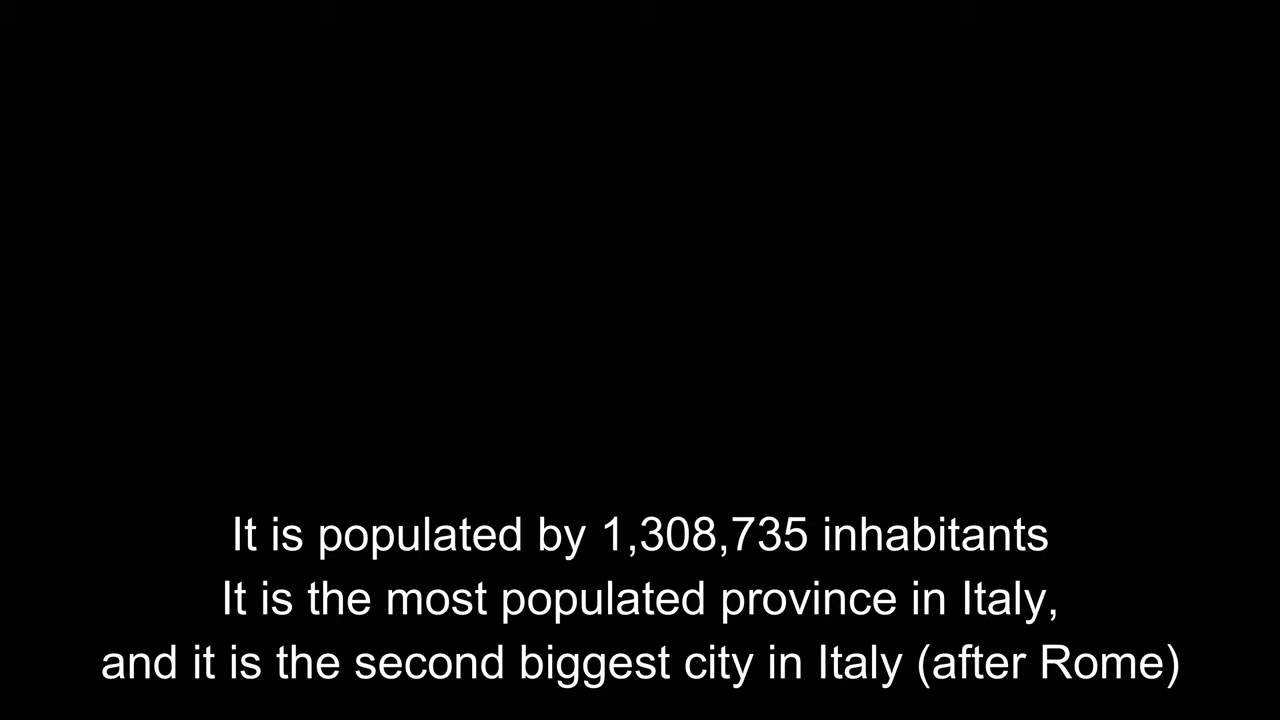 It is populated by 1,308,735 inhabitants
It is the most populated province in Italy,
and it is the second biggest city in Italy (after Rome)